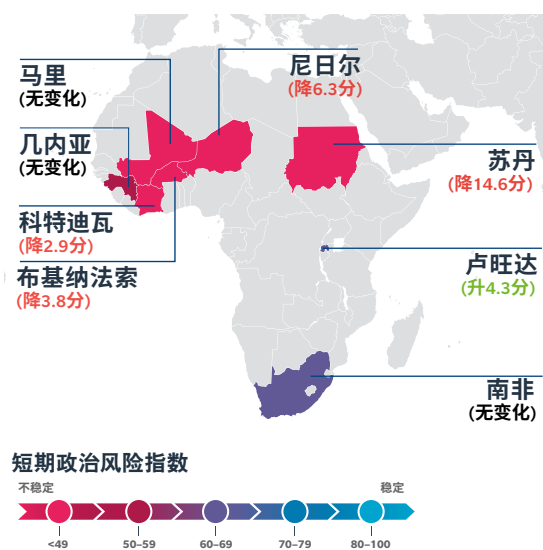 马里
(无变化)
尼日尔
(降6.3分)
几内亚
(无变化)
苏丹
(降14.6分)
科特迪瓦
(降2.9分)
布基纳法索
(降3.8分)
卢旺达
(升4.3分)
南非
(无变化)
短期政治风险指数
不稳定
稳定
<49
50–59
60–69
70–79
80–100